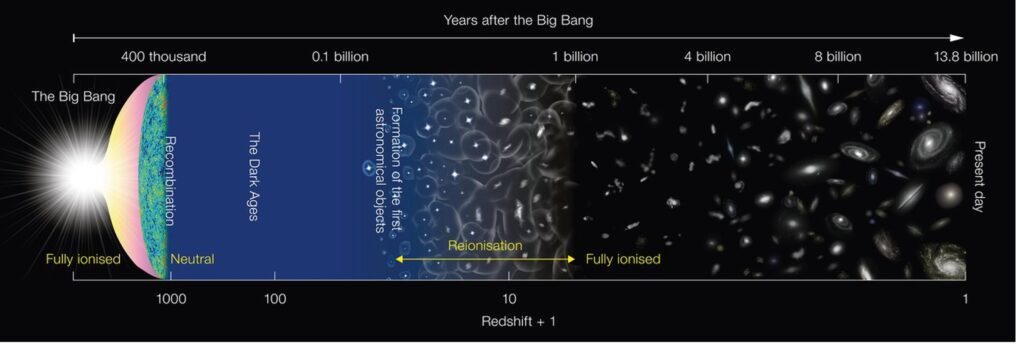 Years after the Big Bang
400 thousand
0.1 billion
1 billion
4 billion
8 billion
13.8 billion
The Big Bang
Recombination
The Dark Ages
Formation of the first
astronomical objects
Present day
Reionisation
Fully ionised
Neutral
Fully ionised
1000
100
10
1
Redshift + 1